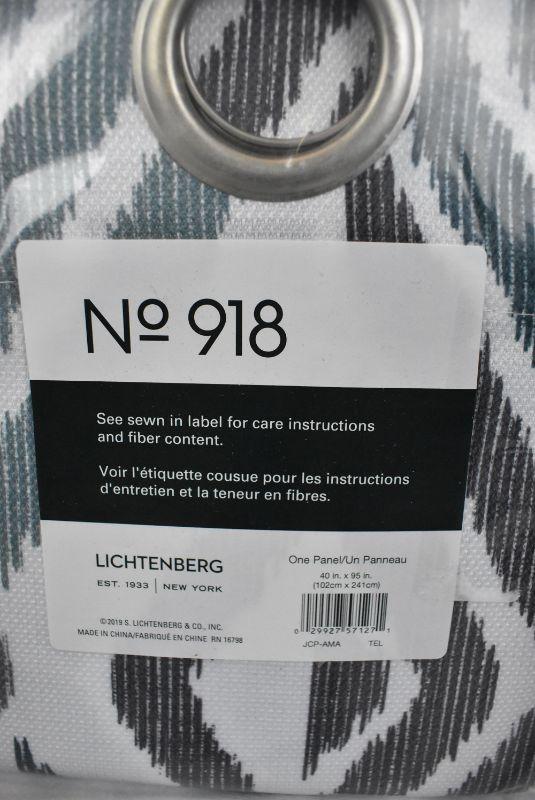 Nº 918
See sewn in label for care instructions
and fiber content.
Voir l'étiquette cousue pour les instructions
d'entretien et la teneur en fibres.
LICHTENBERG
EST. 1933 | NEW YORK
©2019 S. LICHTENBERG & CO., INC.
MADE IN CHINA/FABRIQUÉ EN CHINE RN 16798
One Panel/Un Panneau
40 in. x 95 in.
(102cm x 241cm)
0 29927 57127 1
JCP-AMA TEL